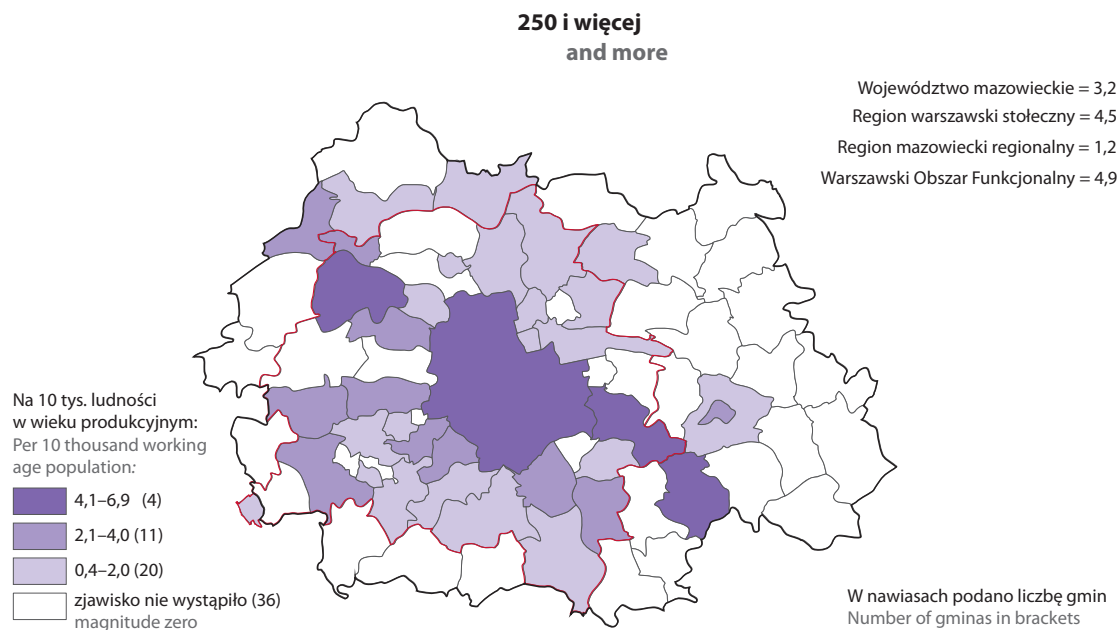 250 i więcej
and more
Województwo mazowieckie = 3,2
Region warszawski stołeczny = 4,5
Region mazowiecki regionalny = 1,2
Warszawski Obszar Funkcjonalny = 4,9
Na 10 tys. ludności
w wieku produkcyjnym:
Per 10 thousand working
age population:
4,1–6,9 (4)
2,1–4,0 (11)
0,4–2,0 (20)
zjawisko nie wystąpiło (36)
magnitude zero
W nawiasach podano liczbę gmin
Number of gminas in brackets